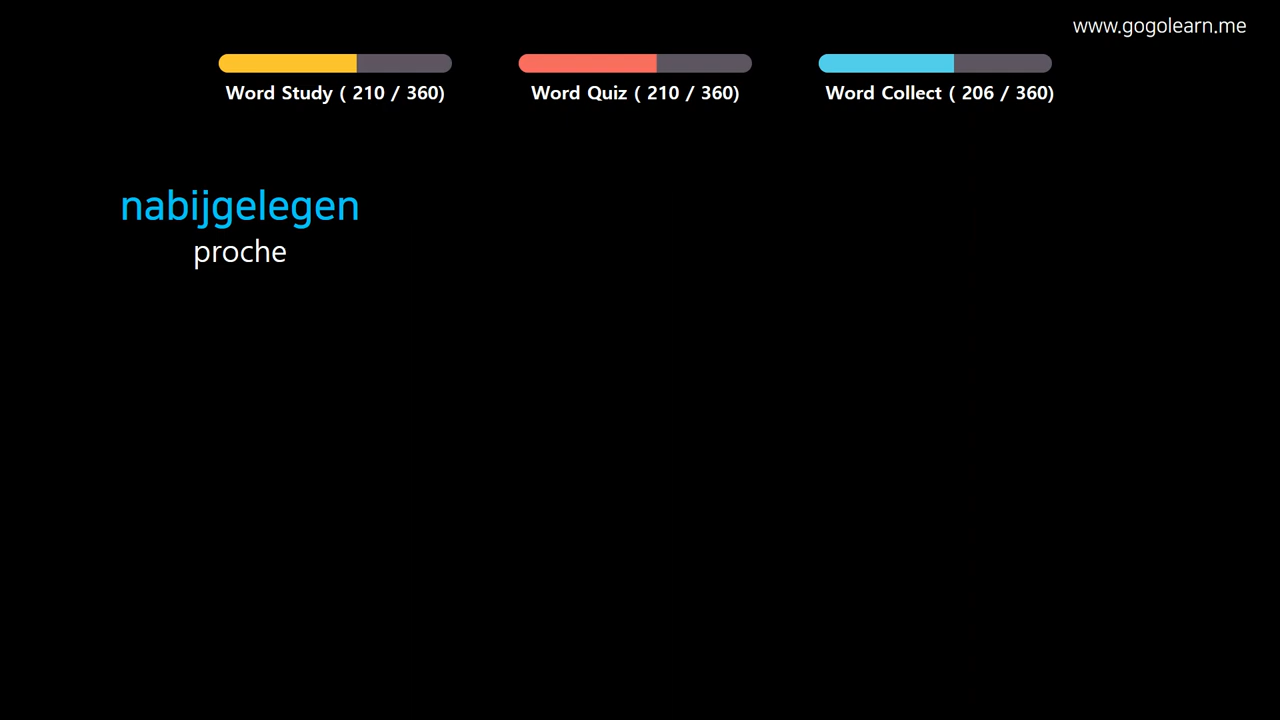 www.gogolearn.me
Word Study ( 210 / 360)
Word Quiz ( 210 / 360)
Word Collect ( 206 / 360)
nabijgelegen
proche